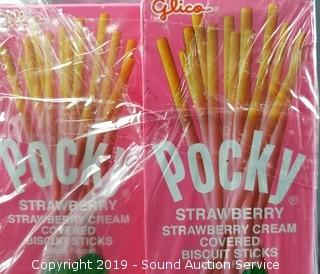 Glico
Pocky
STRAWBERRY
STRAWBERRY CREAM
COVERED
BISCUIT STICKS
Glico
Pocky®
STRAWBERRY
STRAWBERRY CREAM
COVERED
BISCUIT STICKS
Copyright © 2019 - Sound Auction Service